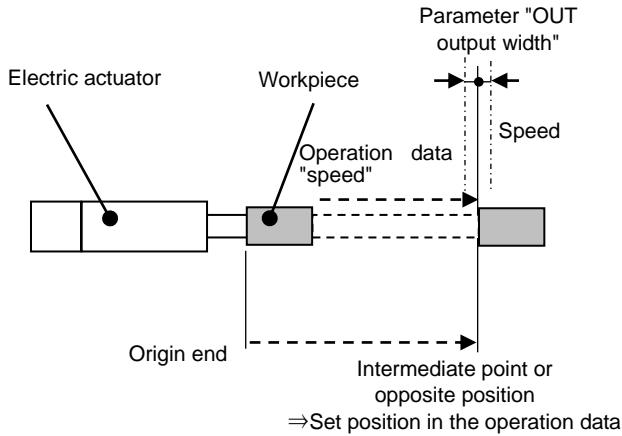 Parameter "OUT
output width"
Electric actuator
Workpiece
Speed
Operation data
"speed"
Origin end
Intermediate point or
opposite position
⇒Set position in the operation data